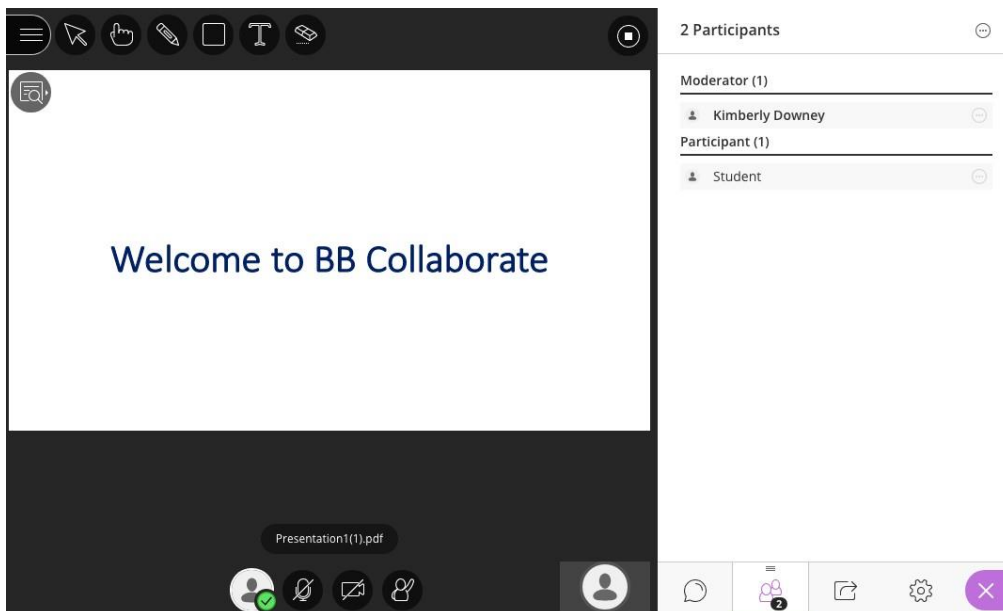 2 Participants
Moderator (1)
Kimberly Downey
Participant (1)
Student
Welcome to BB Collaborate
Presentation1(1).pdf
2